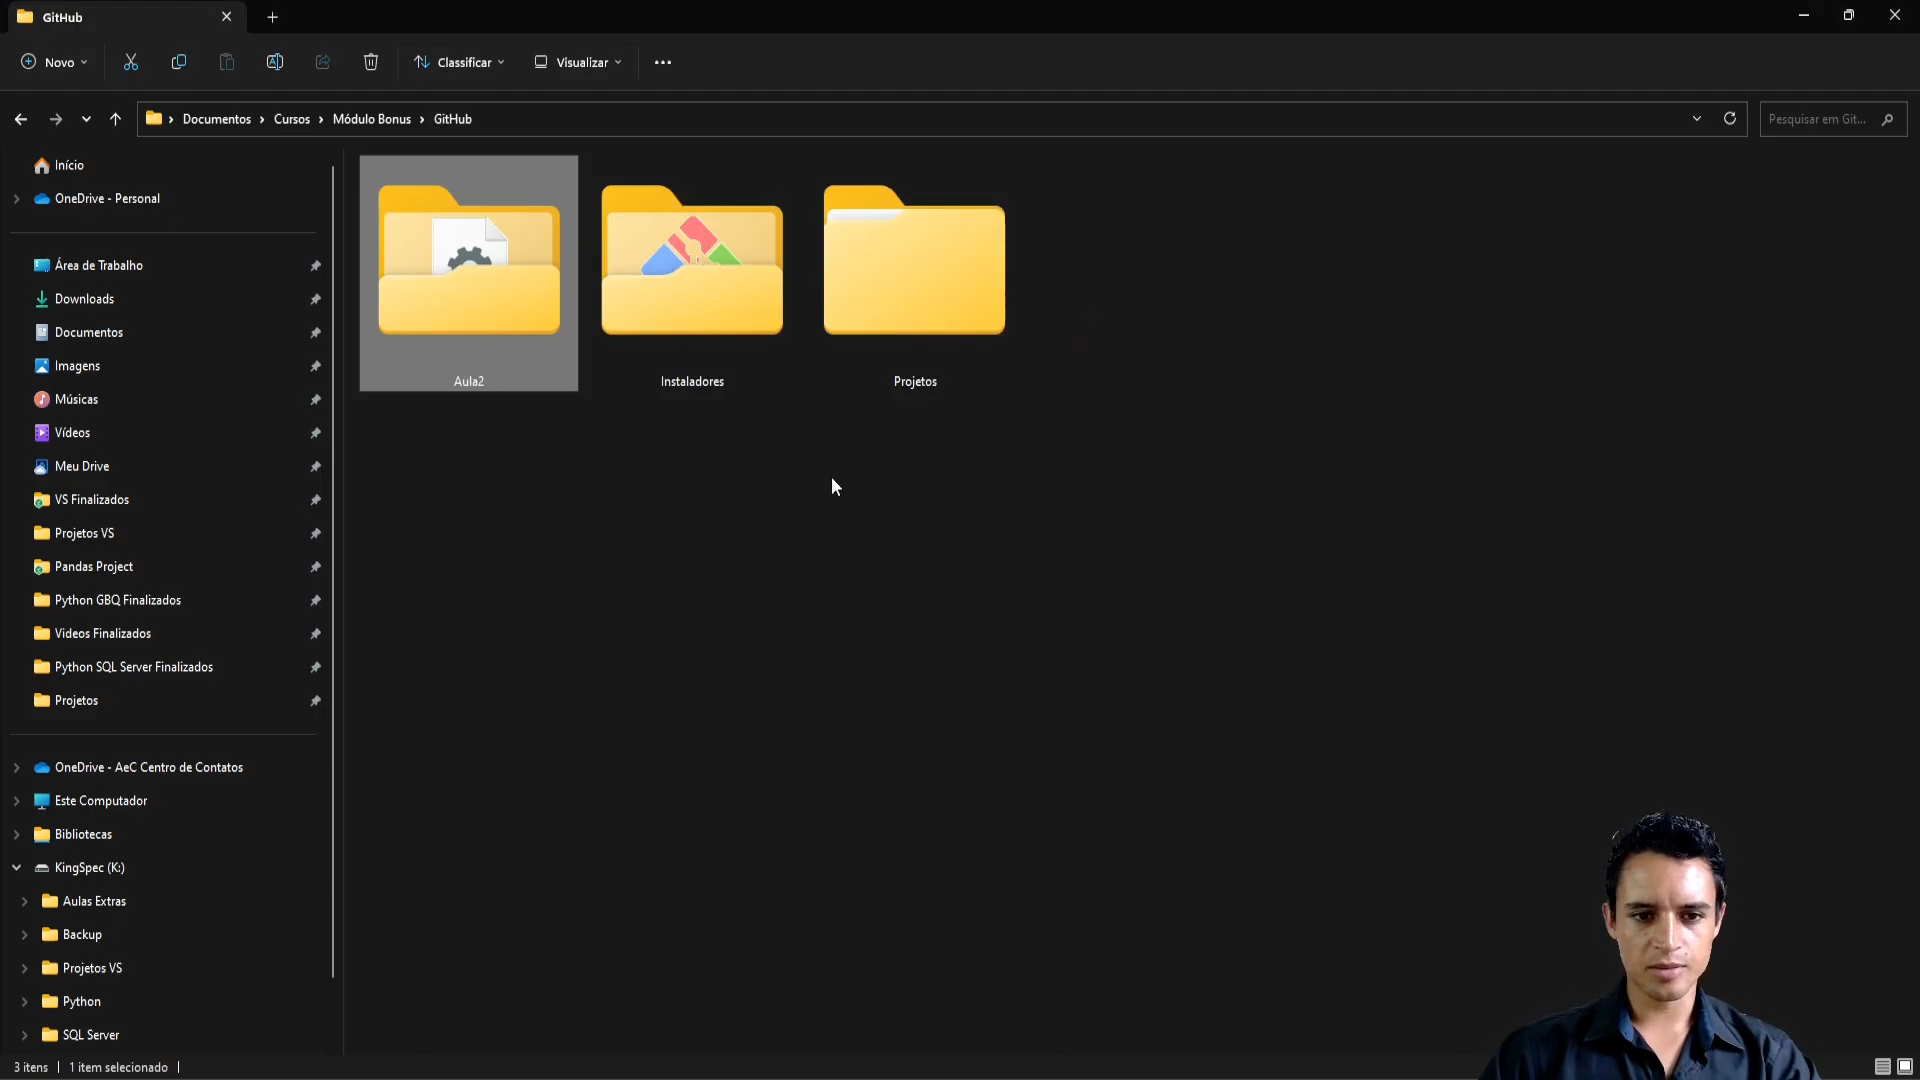 GitHub
Novo
Classificar
Visualizar
Documentos
Cursos
Módulo Bonus
GitHub
Pesquisar em Git...
Início
OneDrive - Personal
Área de Trabalho
Downloads
Documentos
Imagens
Músicas
Vídeos
Meu Drive
VS Finalizados
Projetos VS
Pandas Project
Python GBQ Finalizados
Videos Finalizados
Python SQL Server Finalizados
Projetos
OneDrive - AeC Centro de Contatos
Este Computador
Bibliotecas
KingSpec (K:)
Aulas Extras
Backup
Projetos VS
Python
SQL Server
Aula2
Instaladores
Projetos
3 itens
1 item selecionado